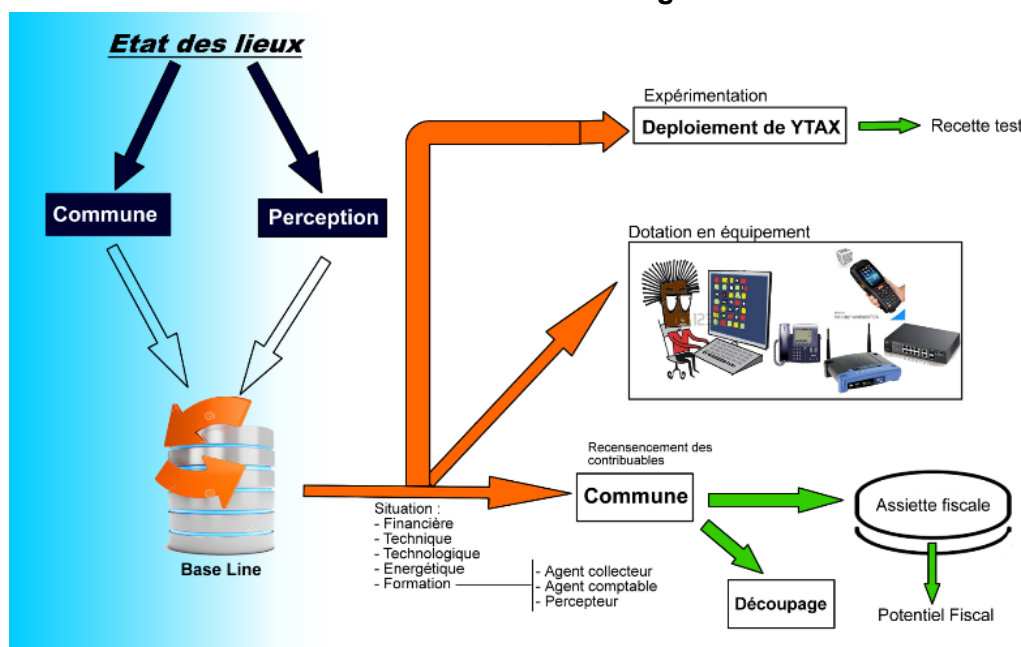 Etat des lieux
Commune
Perception
Base Line
Situation :
- Financière
- Technique
- Technologique
- Energétique
- Formation
- Agent collecteur
- Agent comptable
- Percepteur
Expérimentation
Deploiement de YTAX
Recette test
Dotation en équipement
Recensencement des
contribuables
Commune
Découpage
Assiette fiscale
Potentiel Fiscal